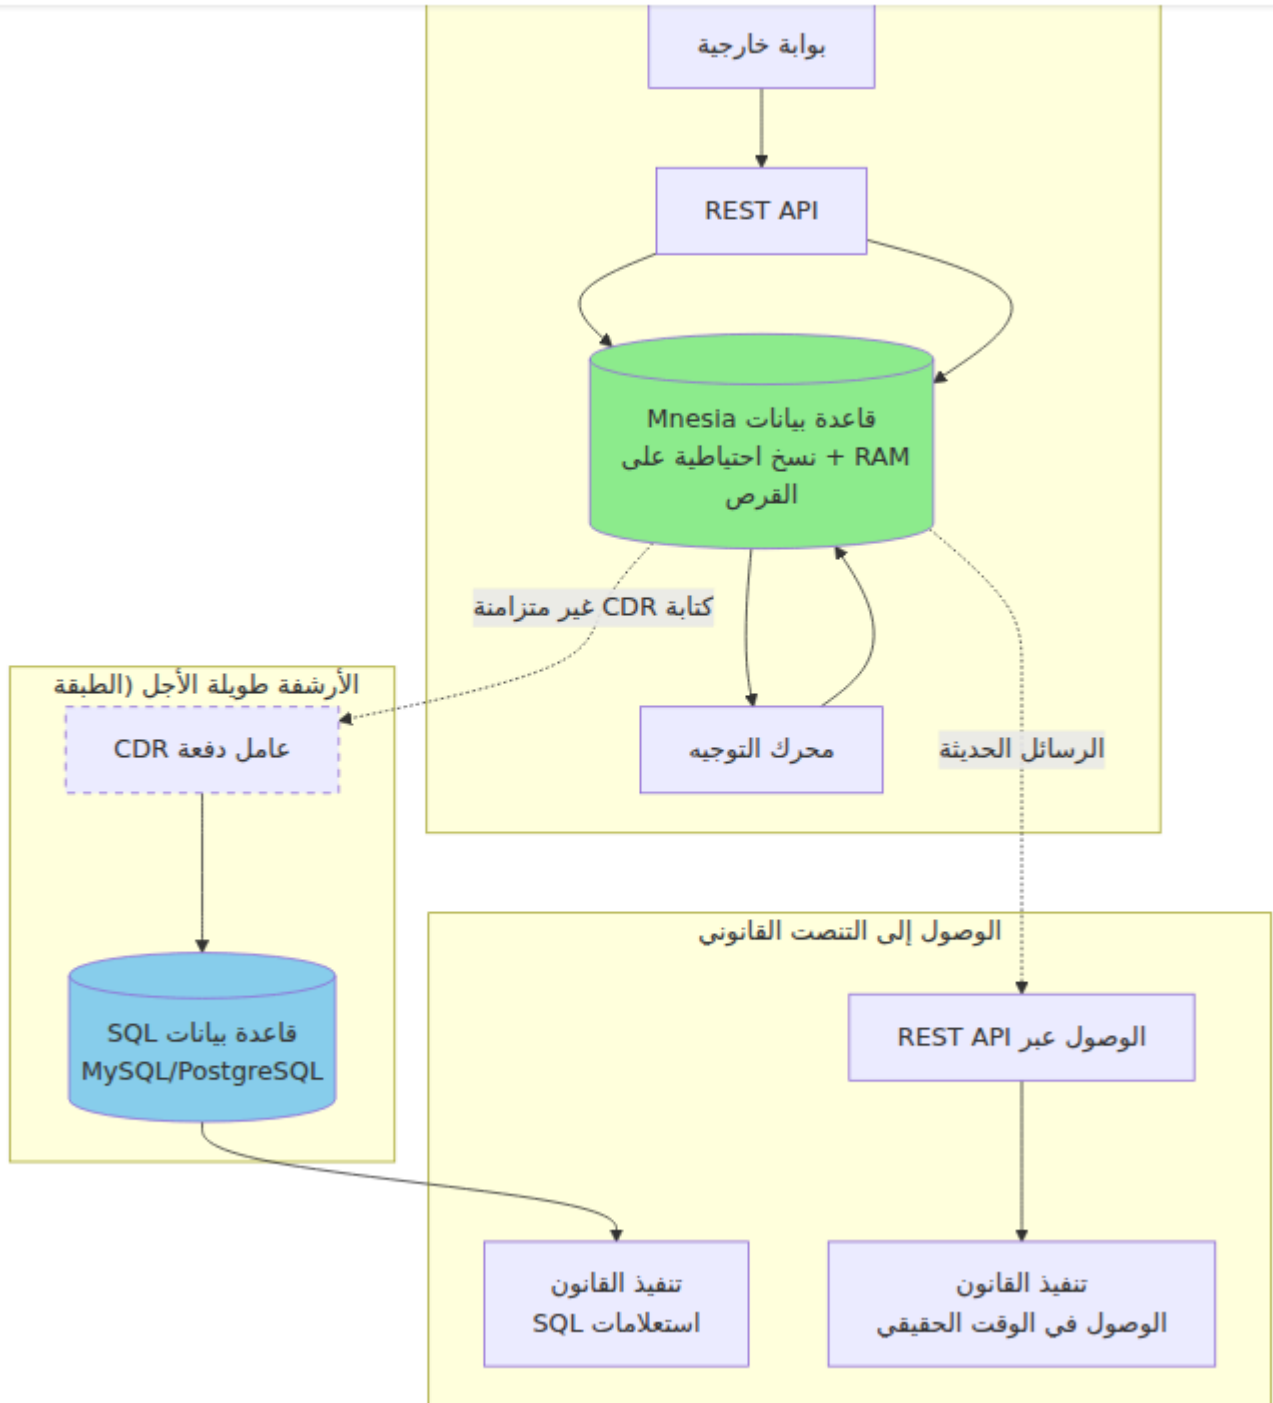 بوابة خارجية
REST API
قاعدة بيانات Mnesia
RAM + نسخ احتياطية على
القرص
كتابة CDR غير متزامنة
الأرشفة طويلة الأجل (الطبقة
عامل دفعة CDR
محرك التوجيه
الرسائل الحديثة
الوصول إلى التنصت القانوني
قاعدة بيانات SQL
MySQL/PostgreSQL
الوصول عبر REST API
تنفيذ القانون
استعلامات SQL
تنفيذ القانون
الوصول في الوقت الحقيقي